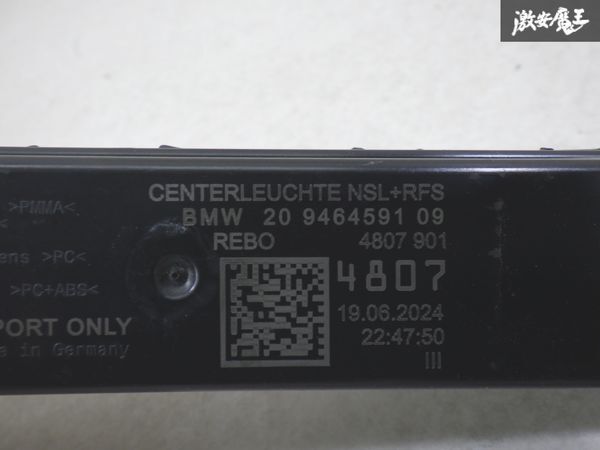 激安魔王
CENTERLEUCHTE NSL+RFS
>PMMA<
BMW 20 9464591 09
REBO 4807 901
ens >PC<
4807
>PC+ABS<
19.06.2024
PORT ONLY
22:47:50
in Germany
III